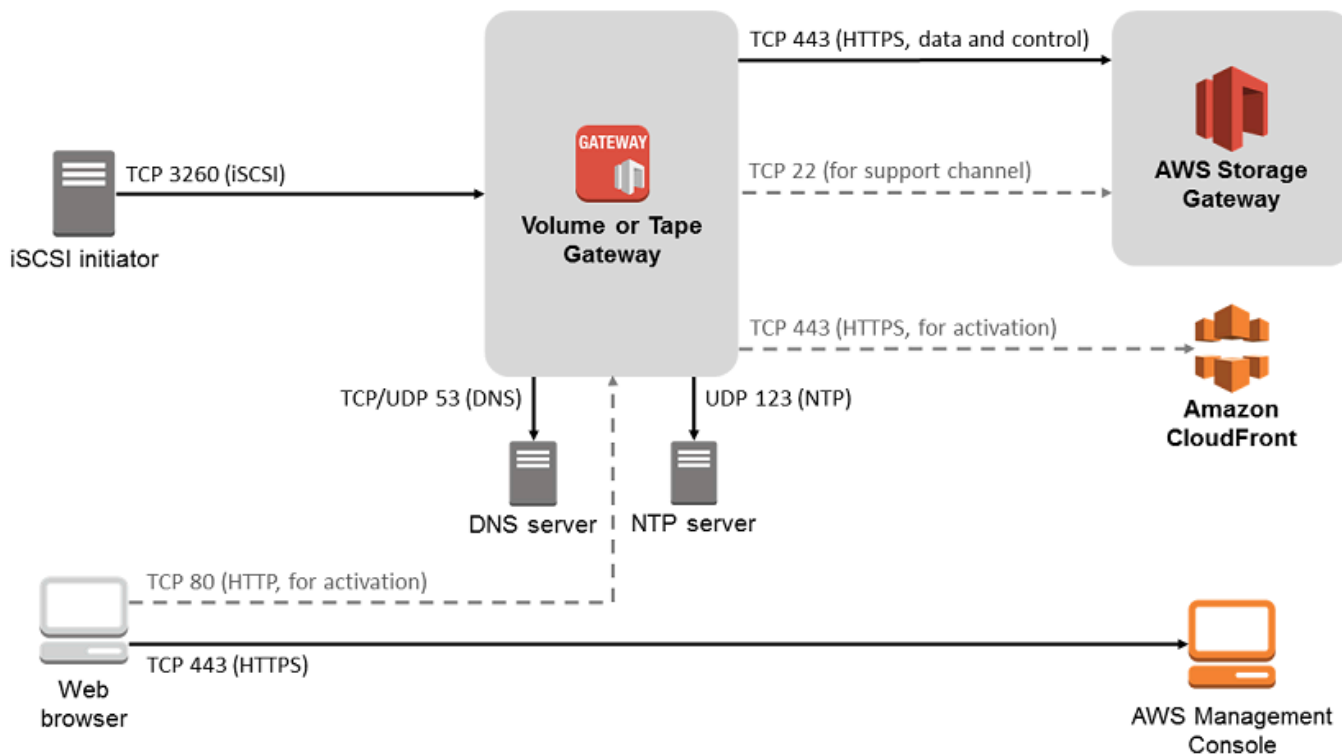 TCP 443 (HTTPS, data and control)
GATEWAY
TCP 3260 (iSCSI)
TCP 22 (for support channel)
AWS Storage
Gateway
Volume or Tape
Gateway
iSCSI initiator
TCP 443 (HTTPS, for activation)
TCP/UDP 53 (DNS)
UDP 123 (NTP)
Amazon
CloudFront
DNS server
NTP server
TCP 80 (HTTP, for activation)
TCP 443 (HTTPS)
Web
browser
AWS Management
Console